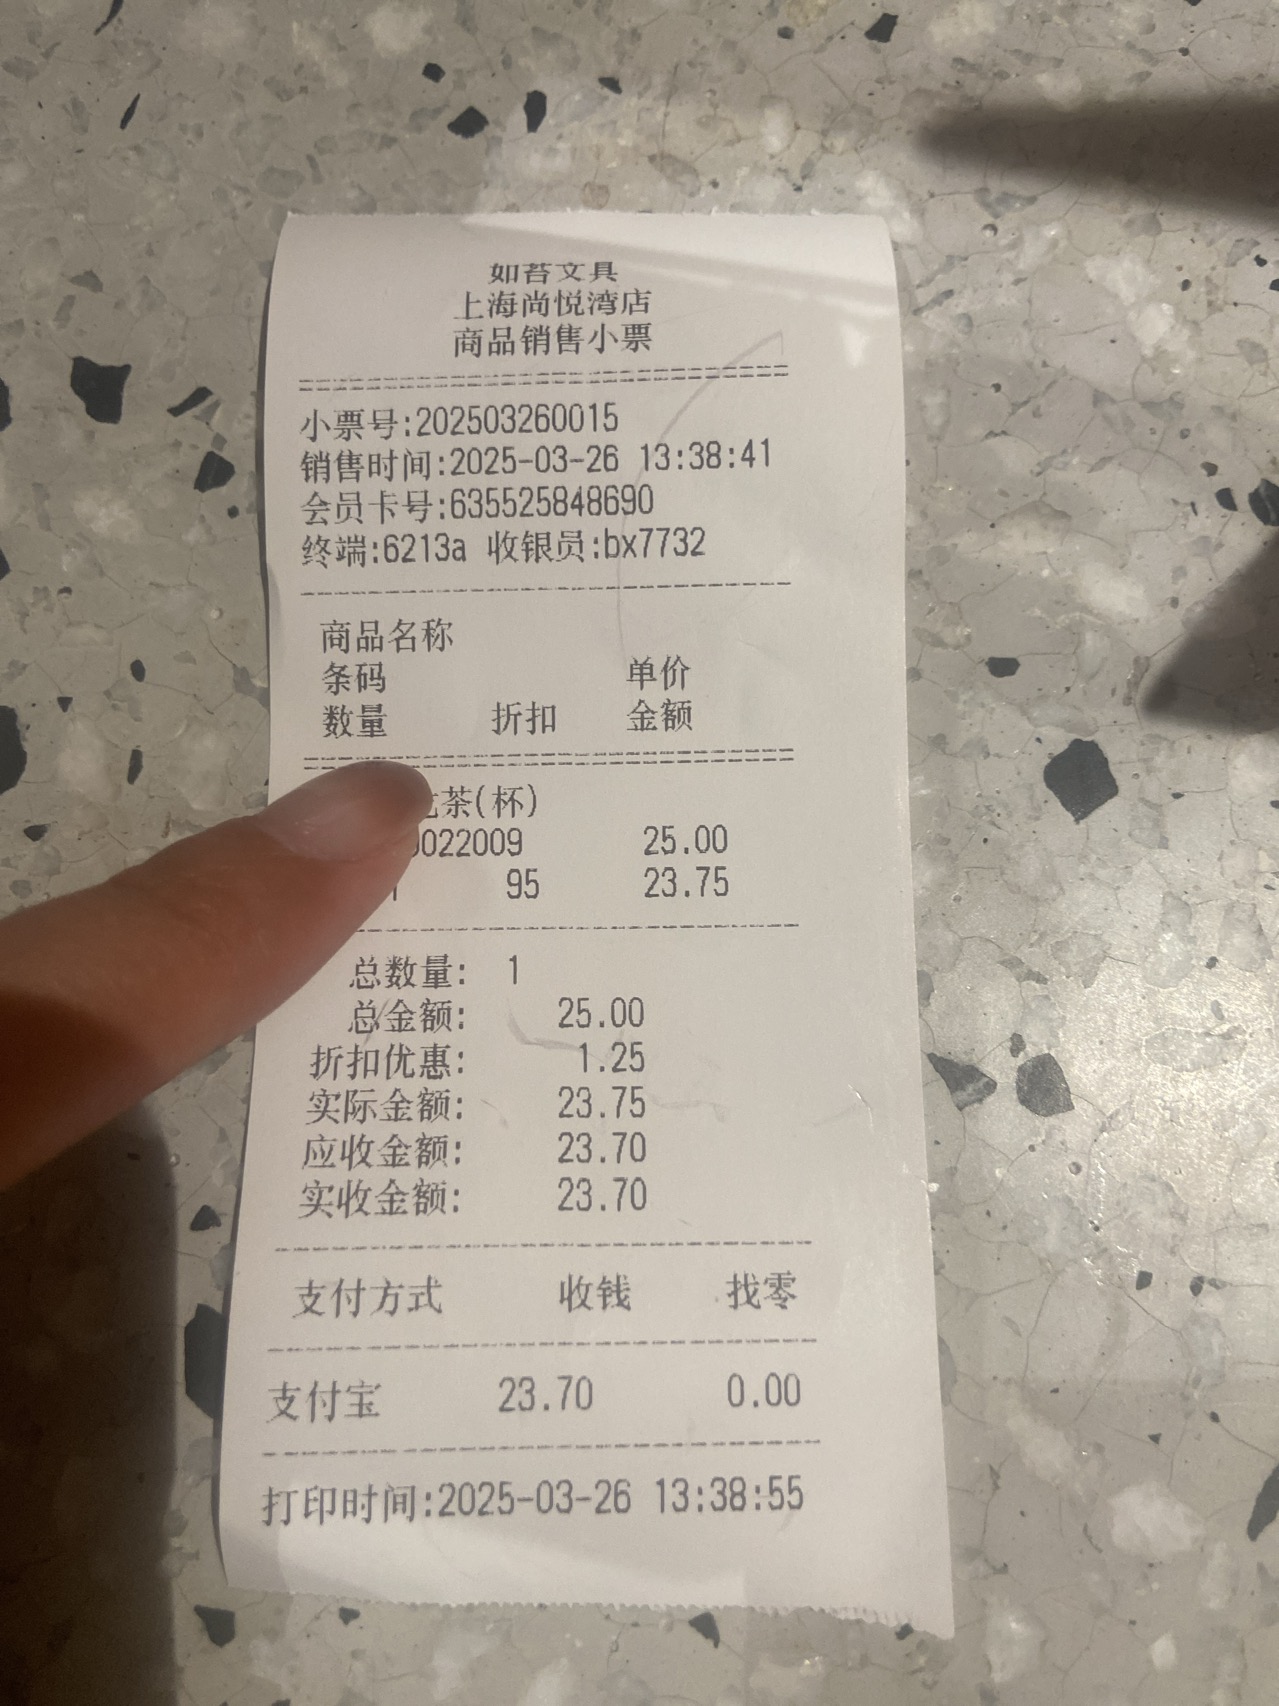 如苔文具
上海尚悦湾店
商品销售小票
小票号:202503260015
销售时间:2025-03-26 13:38:41
会员卡号:635525848690
终端:6213a 收银员:bx7732
商品名称
条码 单价
数量 折扣 金额
茶(杯)
022009 25.00
1 95 23.75
总数量: 1
总金额: 25.00
折扣优惠: 1.25
实际金额: 23.75
应收金额: 23.70
实收金额: 23.70
支付方式 收钱 找零
支付宝 23.70 0.00
打印时间:2025-03-26 13:38:55